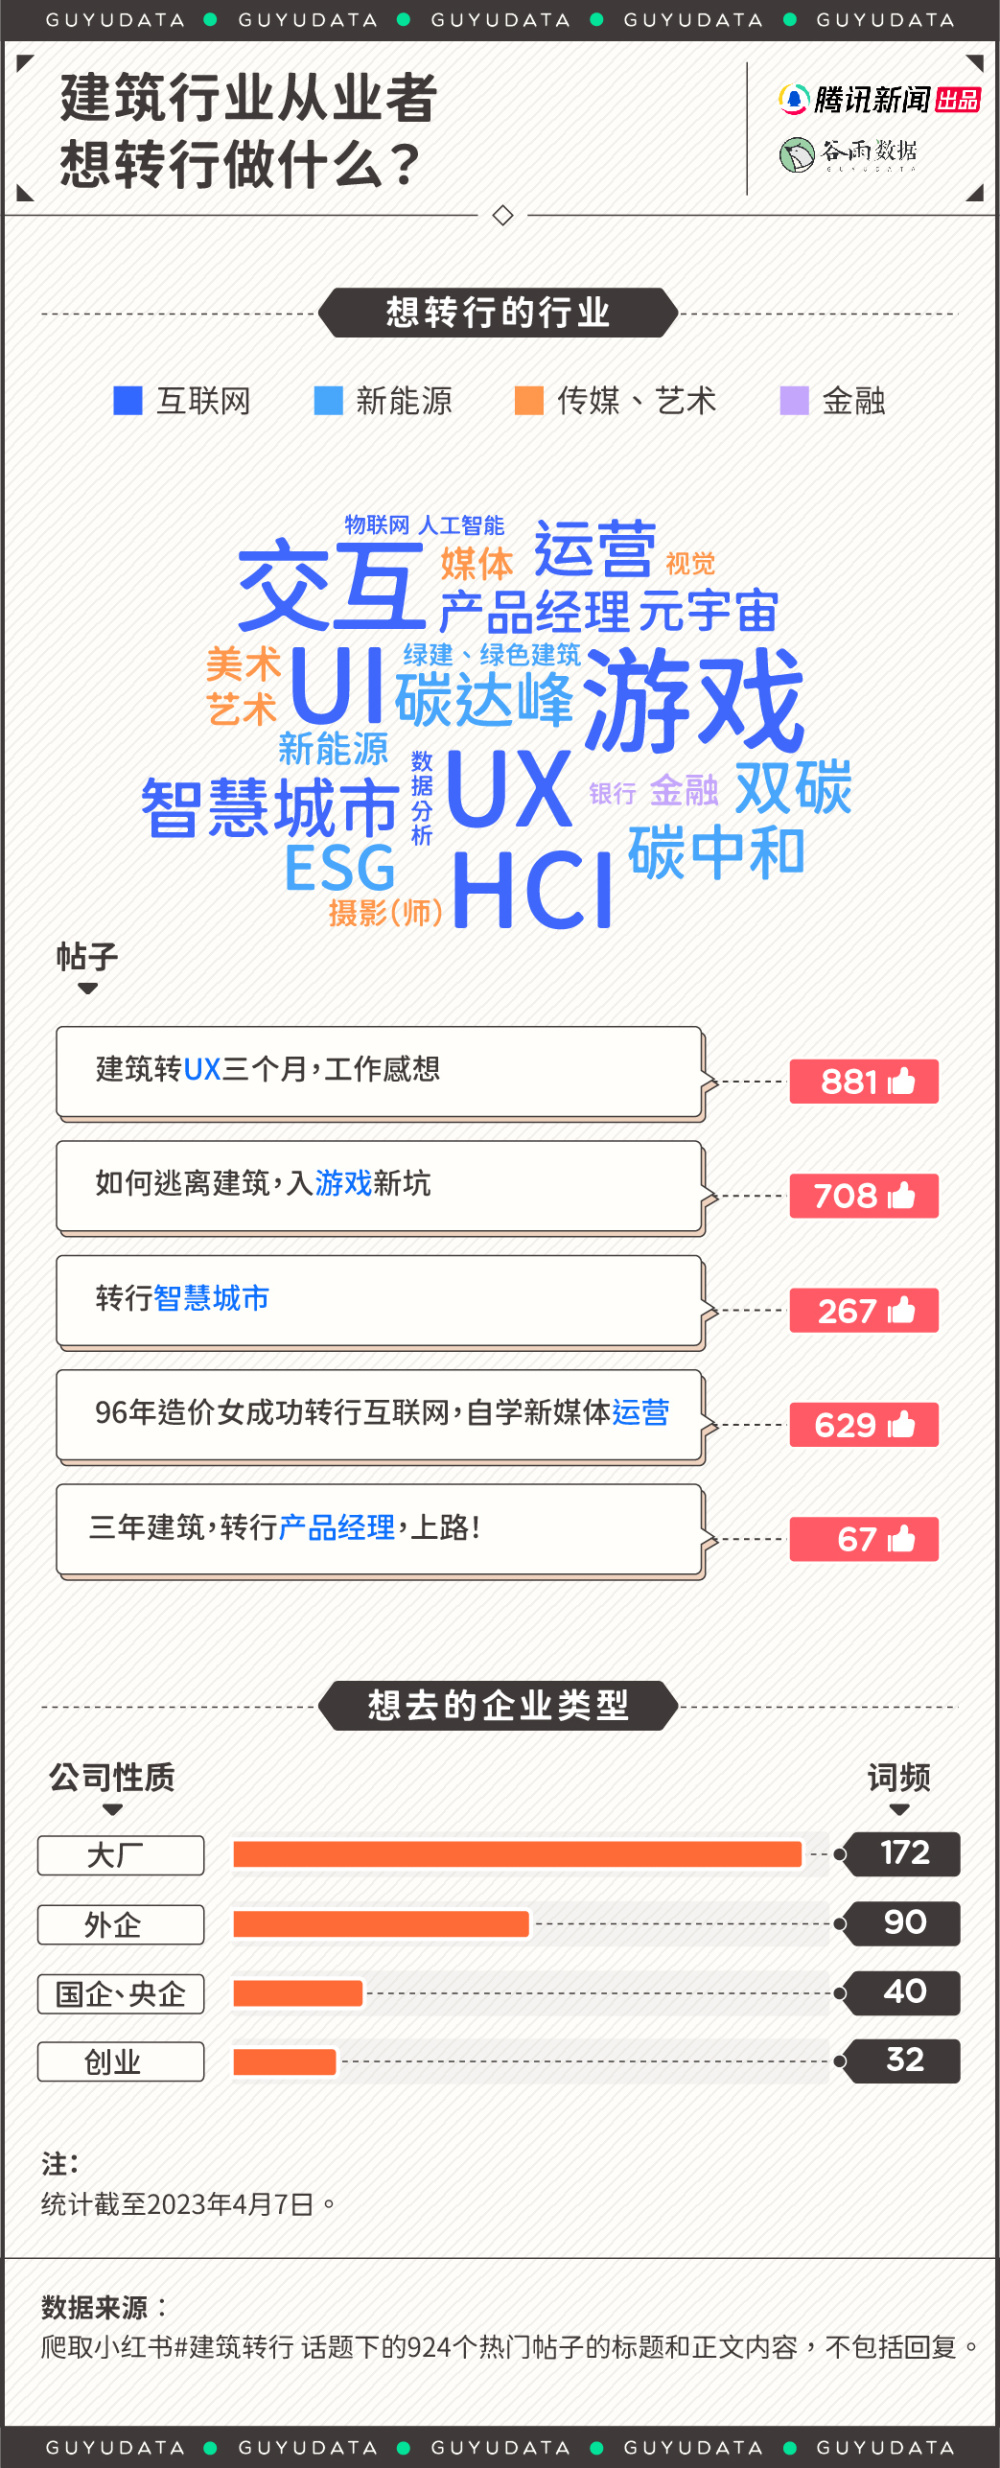 GUYUDATA ● GUYUDATA ● GUYUDATA ● GUYUDATA ● GUYUDATA
建筑行业从业者
想转行做什么？
腾讯新闻 出品
谷雨数据
GUYUDATA
想转行的行业
互联网 新能源 传媒、艺术 金融
物联网 人工智能
交互 媒体 运营 视觉
产品经理 元宇宙
美术 UI 绿建、绿色建筑 游戏
艺术 碳达峰
新能源
智慧城市 数据分析 UX 银行 金融 双碳
ESG HCI 碳中和
摄影(师)
帖子
建筑转UX三个月，工作感想 881
如何逃离建筑，入游戏新坑 708
转行智慧城市 267
96年造价女成功转行互联网，自学新媒体运营 629
三年建筑，转行产品经理，上路！ 67
想去的企业类型
公司性质 词频
大厂 172
外企 90
国企、央企 40
创业 32
注：
统计截至2023年4月7日。
数据来源：
爬取小红书#建筑转行 话题下的924个热门帖子的标题和正文内容，不包括回复。
GUYUDATA ● GUYUDATA ● GUYUDATA ● GUYUDATA ● GUYUDATA